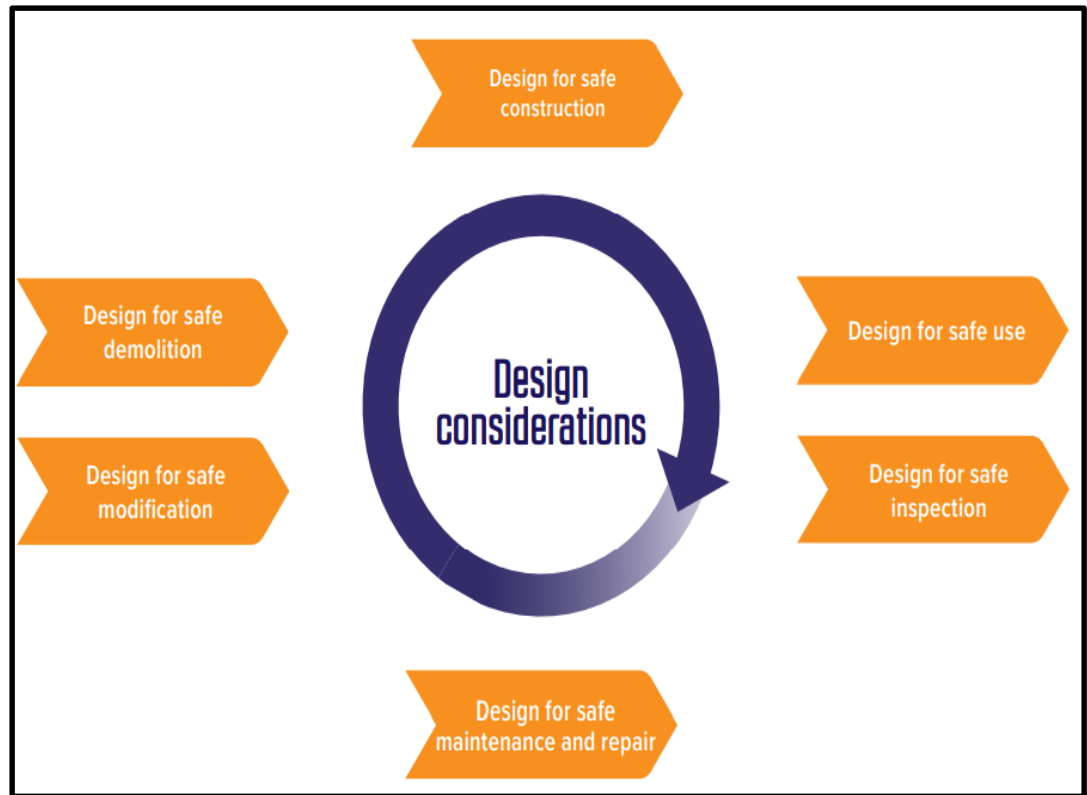 Design for safe
construction
Design for safe
demolition
Design for safe use
Design
considerations
Design for safe
modification
Design for safe
inspection
Design for safe
maintenance and repair